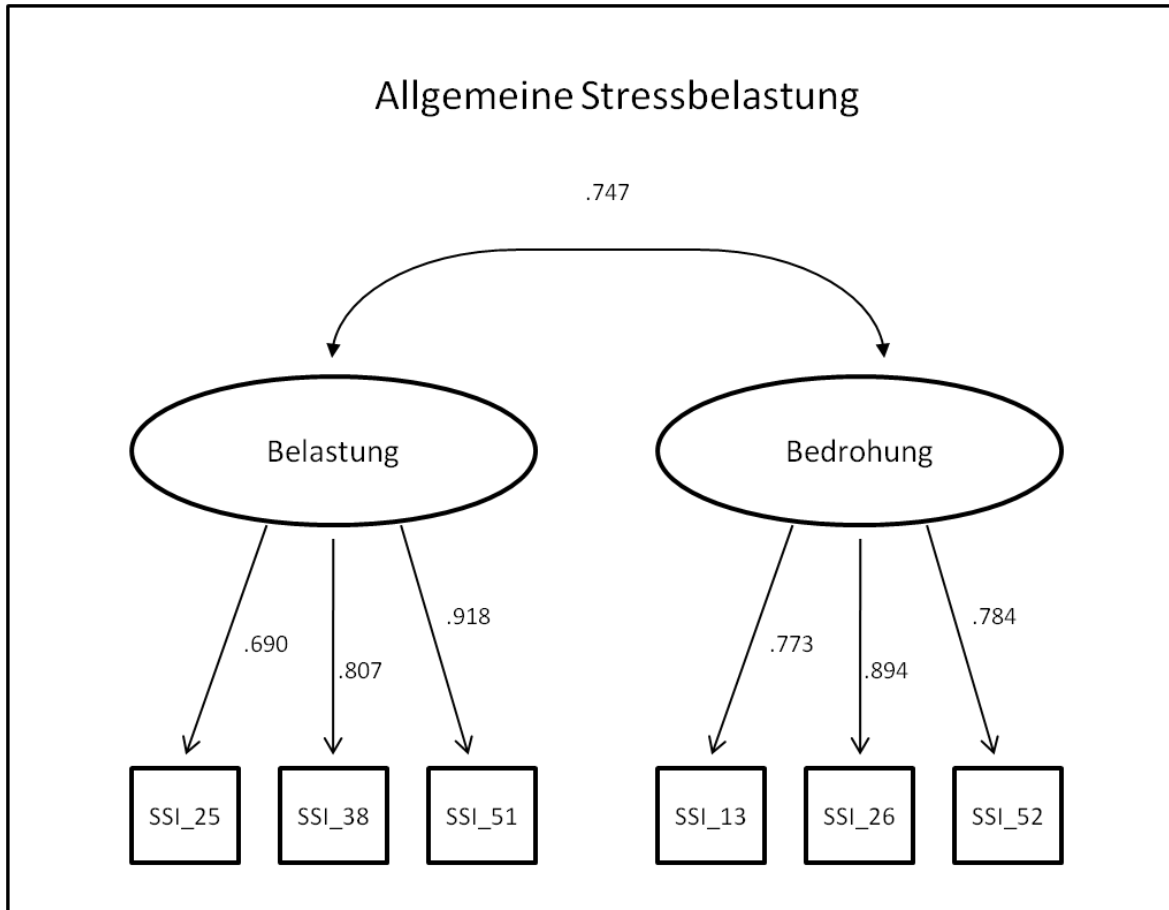 Allgemeine Stressbelastung
.747
Belastung
Bedrohung
.690
.807
.918
.773
.894
.784
SSI_25
SSI_38
SSI_51
SSI_13
SSI_26
SSI_52